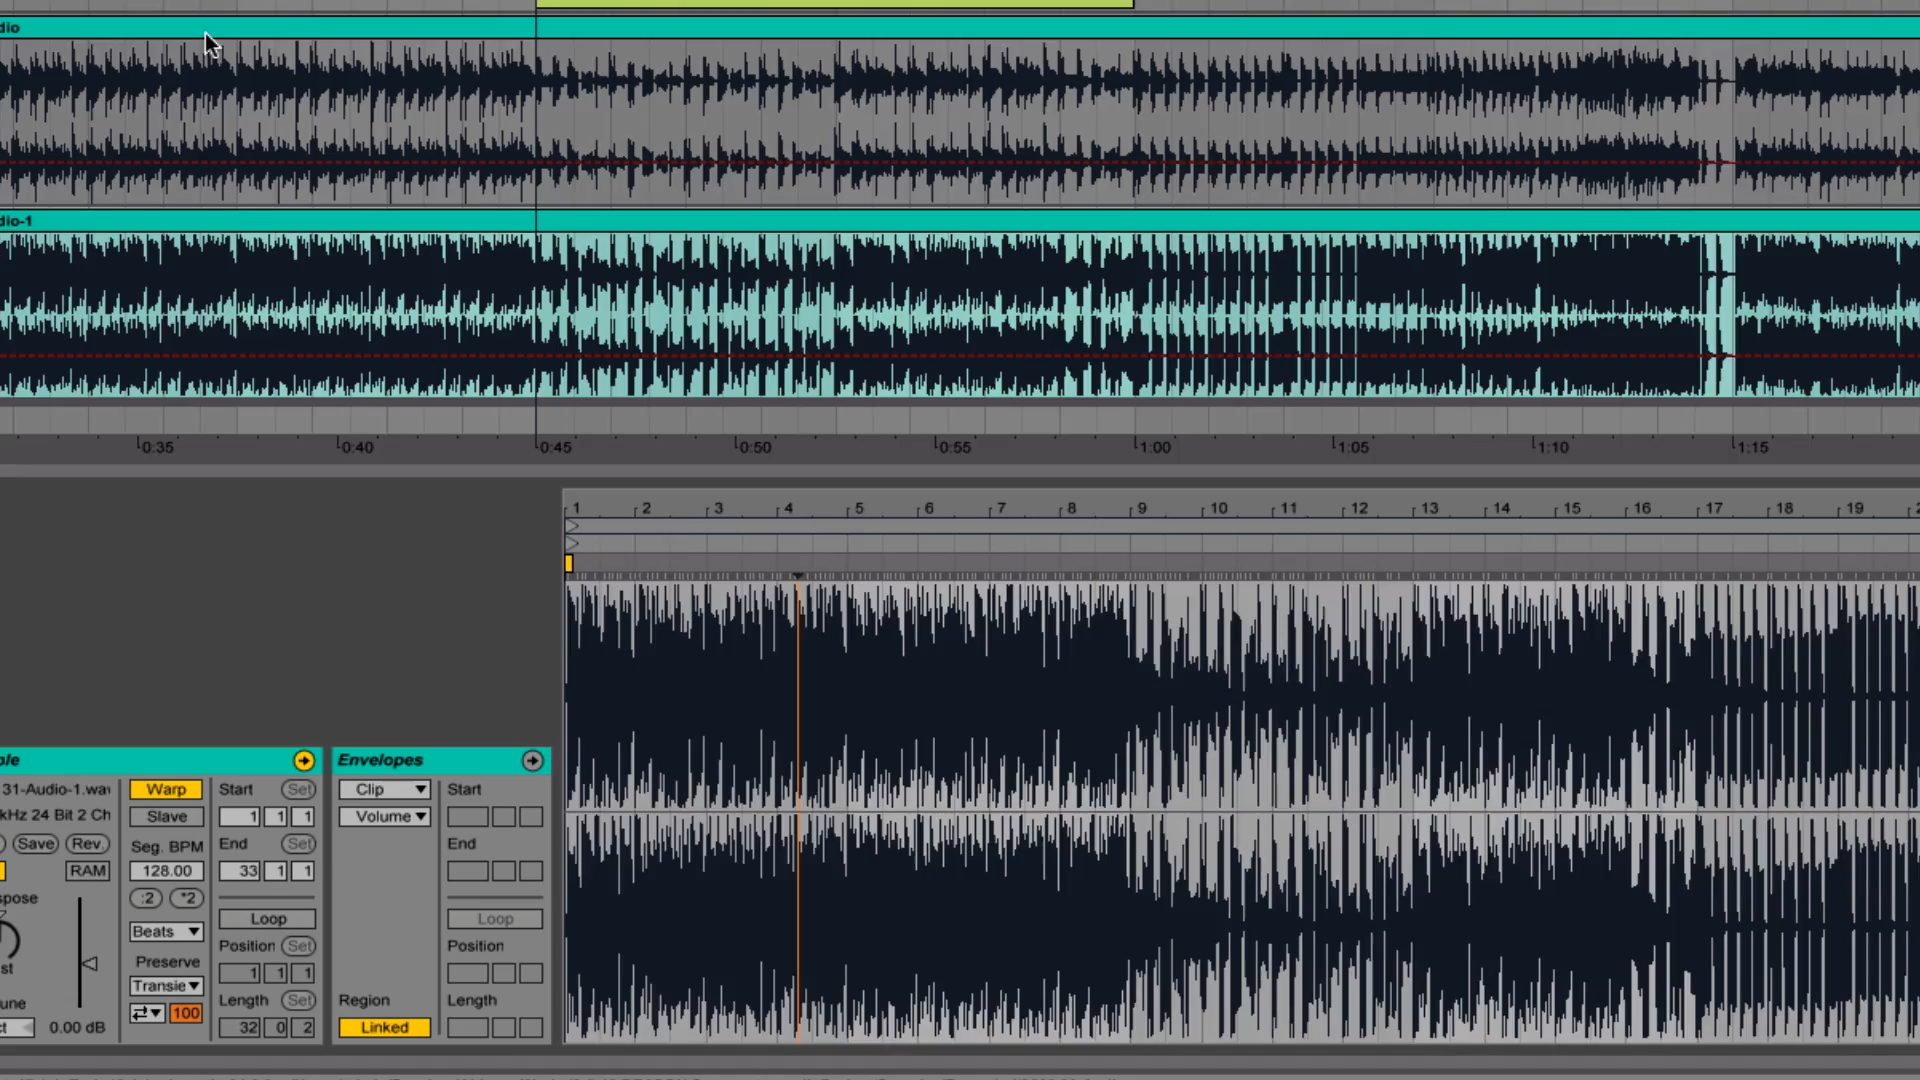 dio
dio-1
0:35 0:40 0:45 0:50 0:55 1:00 1:05 1:10 1:15
1 2 3 4 5 6 7 8 9 10 11 12 13 14 15 16 17 18 19
ple Envelopes
31-Audio-1.wav Warp Start Set Clip Start
kHz 24 Bit 2 Ch Slave 1 1 1 Volume
Save Rev. Seg. BPM End Set End
RAM 128.00 33 1 1
spose :2 *2
Beats Loop Loop
st Preserve Position Set Position
Transie 1 1 1
une Length Set Region Length
ct 0.00 dB 100 32 0 2 Linked